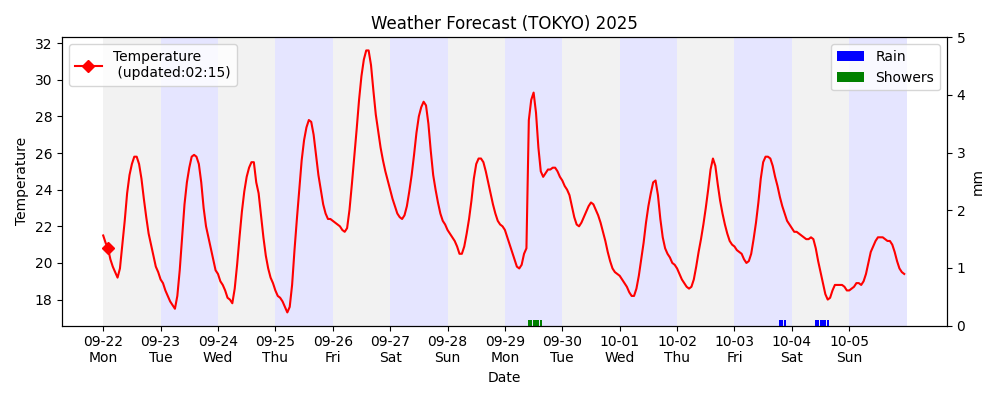 Weather Forecast (TOKYO) 2025
Temperature
(updated:02:15)
Rain
Showers
Temperature
32
30
28
26
24
22
20
18
5
4
3
2
1
0
mm
09-22 09-23 09-24 09-25 09-26 09-27 09-28 09-29 09-30 10-01 10-02 10-03 10-04 10-05
Mon Tue Wed Thu Fri Sat Sun Mon Tue Wed Thu Fri Sat Sun
Date